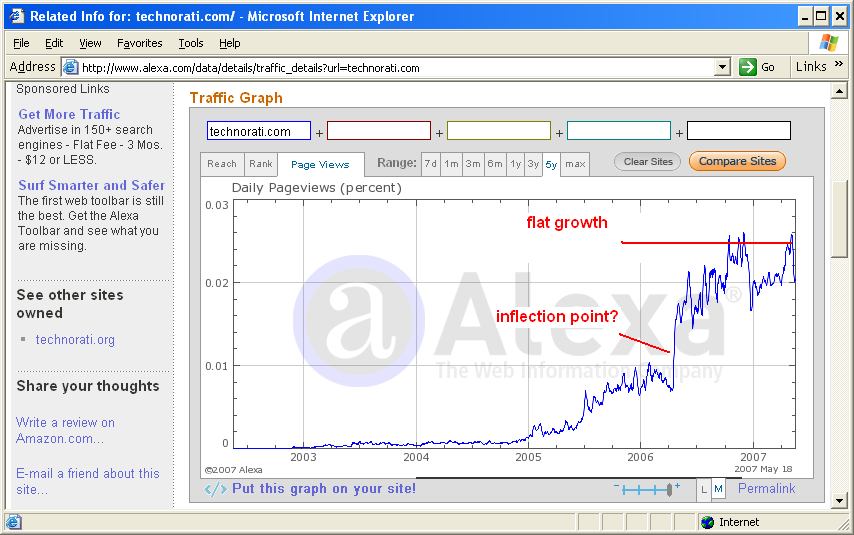 Related Info for: technorati.com/ - Microsoft Internet Explorer
File Edit View Favorites Tools Help
Address http://www.alexa.com/data/details/traffic_details?url=technorati.com Go Links »
Sponsored Links
Get More Traffic
Advertise in 150+ search
engines - Flat Fee - 3 Mos.
- $12 or LESS.
Surf Smarter and Safer
The first web toolbar is still
the best. Get the Alexa
Toolbar and see what you
are missing.
See other sites
owned
technorati.org
Share your thoughts
Write a review on
Amazon.com...
E-mail a friend about this
site...
Traffic Graph
technorati.com + + + +
Reach Rank Page Views Range: 7d 1m 3m 6m 1y 3y 5y max Clear Sites Compare Sites
Daily Pageviews (percent)
0.03
flat growth
0.02
a Alexa®
inflection point?
0.01
The Web Information Company
0
2003 2004 2005 2006 2007
©2007 Alexa 2007 May 18
</> Put this graph on your site! - + L M Permalink
Internet